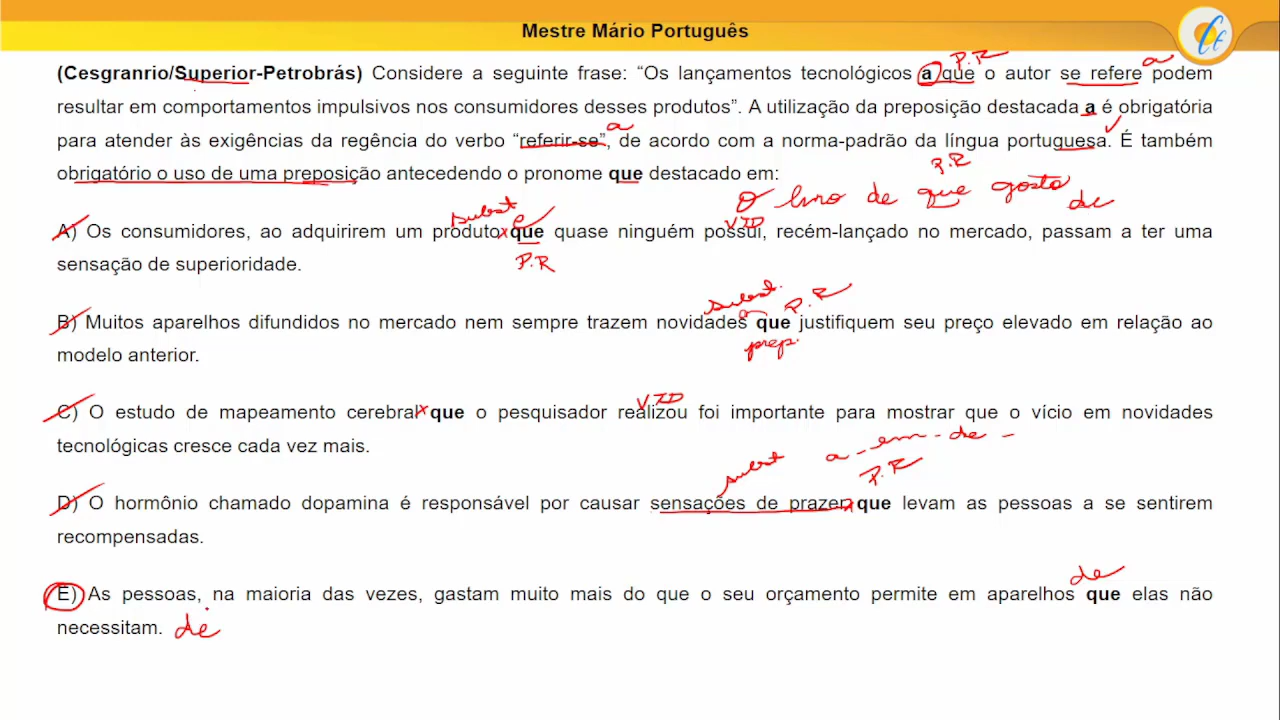 Mestre Mário Português
P.R a
(Cesgranrio/Superior-Petrobrás) Considere a seguinte frase: “Os lançamentos tecnológicos a que o autor se refere podem
resultar em comportamentos impulsivos nos consumidores desses produtos”. A utilização da preposição destacada a é obrigatória
a
para atender às exigências da regência do verbo “referir-se”, de acordo com a norma-padrão da língua portuguesa. É também
P.R
obrigatório o uso de uma preposição antecedendo o pronome que destacado em:
O livro de que gosto de
subst VTD
A) Os consumidores, ao adquirirem um produto que quase ninguém possui, recém-lançado no mercado, passam a ter uma
sensação de superioridade.
P.R
subst. P.R
a
B) Muitos aparelhos difundidos no mercado nem sempre trazem novidades que justifiquem seu preço elevado em relação ao
prep.
modelo anterior.
VTD
C) O estudo de mapeamento cerebral que o pesquisador realizou foi importante para mostrar que o vício em novidades
tecnológicas cresce cada vez mais.
a - em - de -
subst P.R
D) O hormônio chamado dopamina é responsável por causar sensações de prazer que levam as pessoas a se sentirem
recompensadas.
de
E) As pessoas, na maioria das vezes, gastam muito mais do que o seu orçamento permite em aparelhos que elas não
necessitam. de